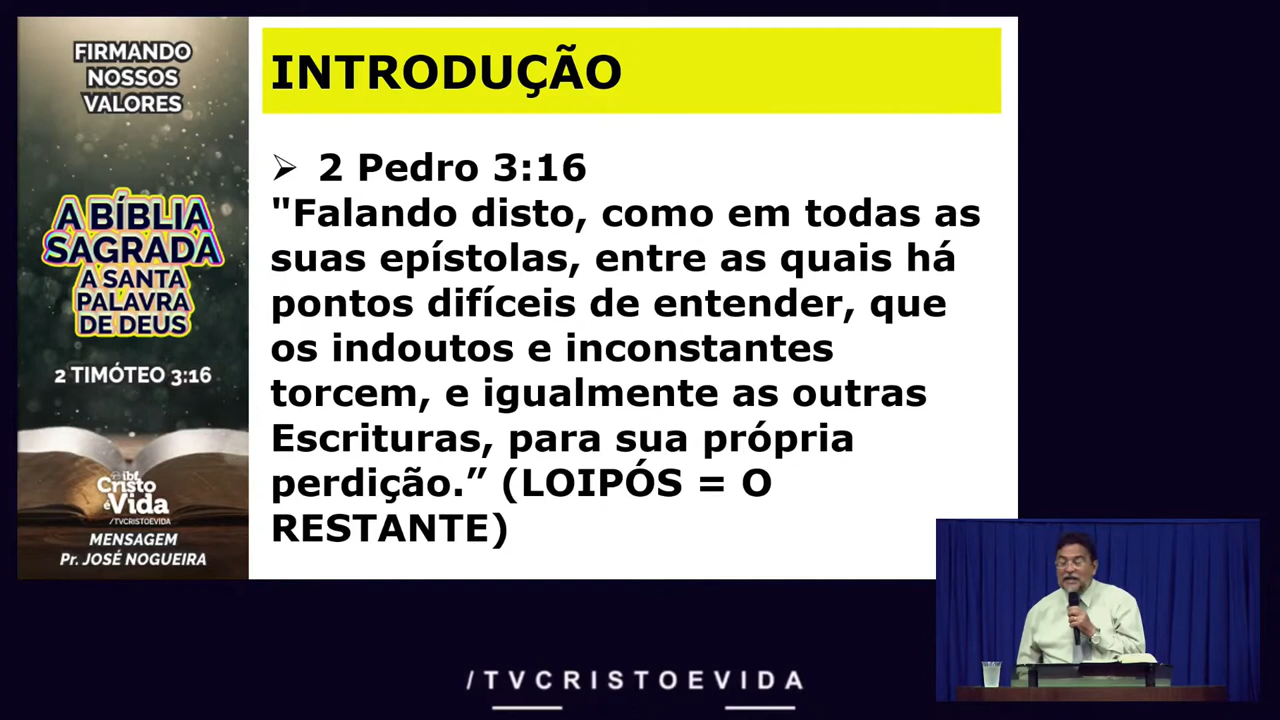 FIRMANDO
NOSSOS
VALORES
A BÍBLIA
SAGRADA
A SANTA
PALAVRA
DE DEUS
2 TIMÓTEO 3:16
ibf
Cristo
é Vida
/TVCRISTOEVIDA
MENSAGEM
Pr. JOSÉ NOGUEIRA
INTRODUÇÃO
➢ 2 Pedro 3:16
"Falando disto, como em todas as
suas epístolas, entre as quais há
pontos difíceis de entender, que
os indoutos e inconstantes
torcem, e igualmente as outras
Escrituras, para sua própria
perdição.” (LOIPÓS = O
RESTANTE)
/TVCRISTOEVIDA